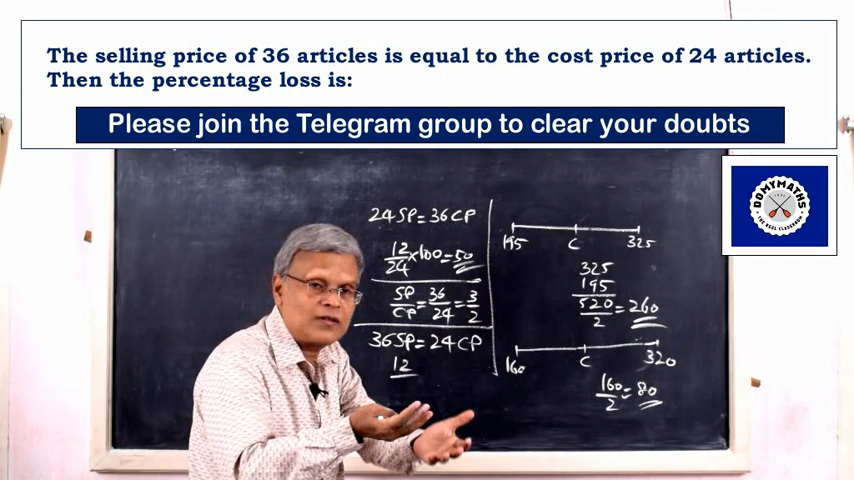 The selling price of 36 articles is equal to the cost price of 24 articles.
Then the percentage loss is:
Please join the Telegram group to clear your doubts
DOMYMATHS
THE REEL CLASSROOM
24SP=36CP
12/24×100=50
SP/CP=36/24=3/2
36SP=24CP
12
195 C 325
325
195
520/2=260
160 C 320
160/2=80